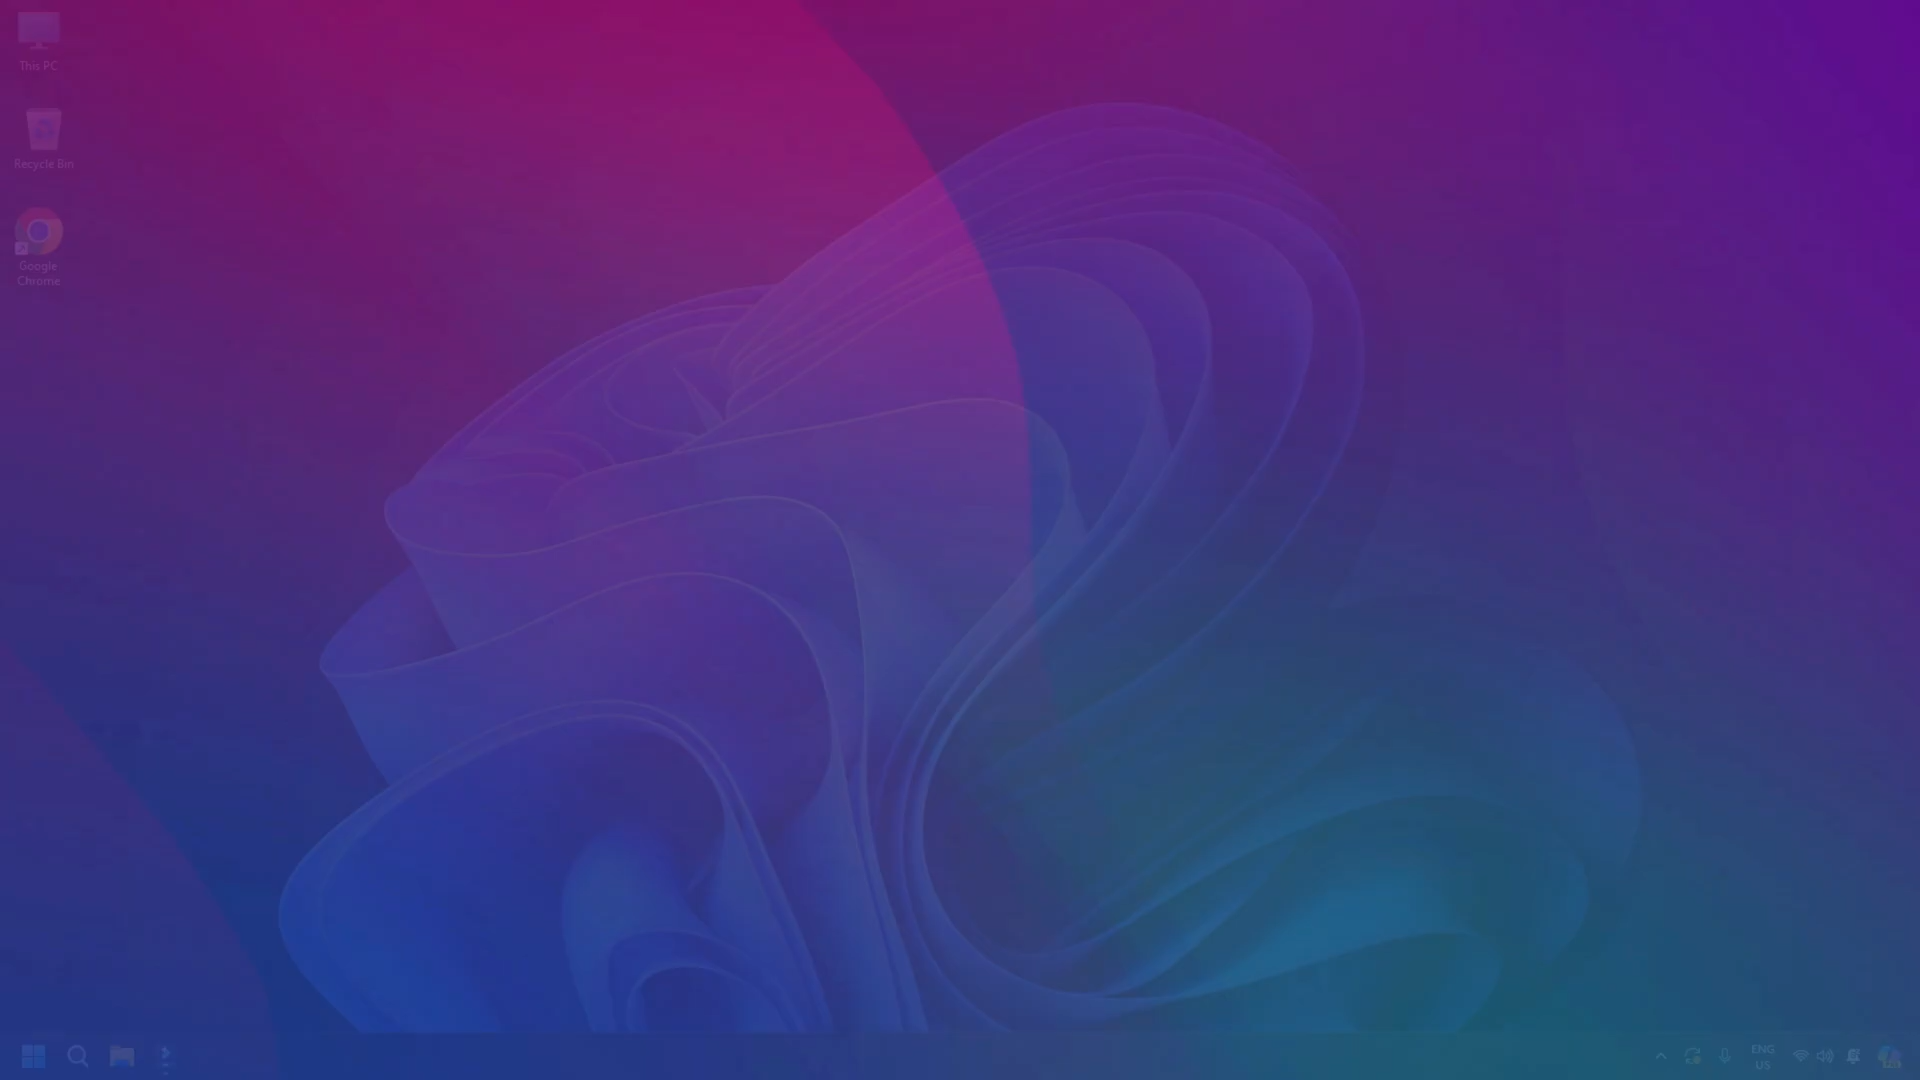 This PC
Recycle Bin
Google
Chrome
ENG
US